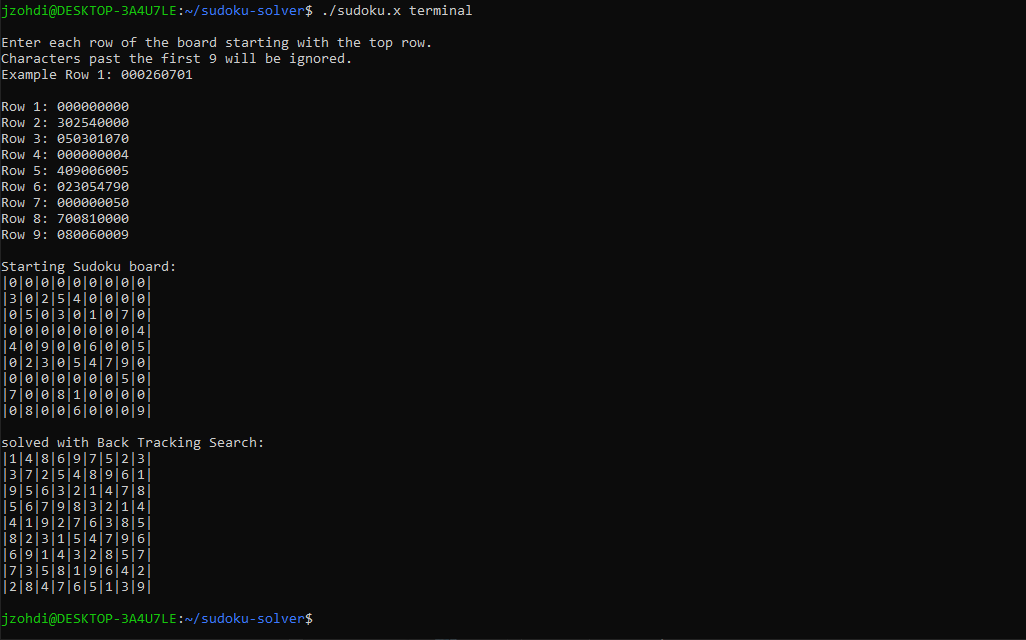 jzohdi@DESKTOP-3A4U7LE:~/sudoku-solver$ ./sudoku.x terminal
Enter each row of the board starting with the top row.
Characters past the first 9 will be ignored.
Example Row 1: 000260701
Row 1: 000000000
Row 2: 302540000
Row 3: 050301070
Row 4: 000000004
Row 5: 409006005
Row 6: 023054790
Row 7: 000000050
Row 8: 700810000
Row 9: 080060009
Starting Sudoku board:
|0|0|0|0|0|0|0|0|0|
|3|0|2|5|4|0|0|0|0|
|0|5|0|3|0|1|0|7|0|
|0|0|0|0|0|0|0|0|4|
|4|0|9|0|0|6|0|0|5|
|0|2|3|0|5|4|7|9|0|
|0|0|0|0|0|0|0|5|0|
|7|0|0|8|1|0|0|0|0|
|0|8|0|0|6|0|0|0|9|
solved with Back Tracking Search:
|1|4|8|6|9|7|5|2|3|
|3|7|2|5|4|8|9|6|1|
|9|5|6|3|2|1|4|7|8|
|5|6|7|9|8|3|2|1|4|
|4|1|9|2|7|6|3|8|5|
|8|2|3|1|5|4|7|9|6|
|6|9|1|4|3|2|8|5|7|
|7|3|5|8|1|9|6|4|2|
|2|8|4|7|6|5|1|3|9|
jzohdi@DESKTOP-3A4U7LE:~/sudoku-solver$